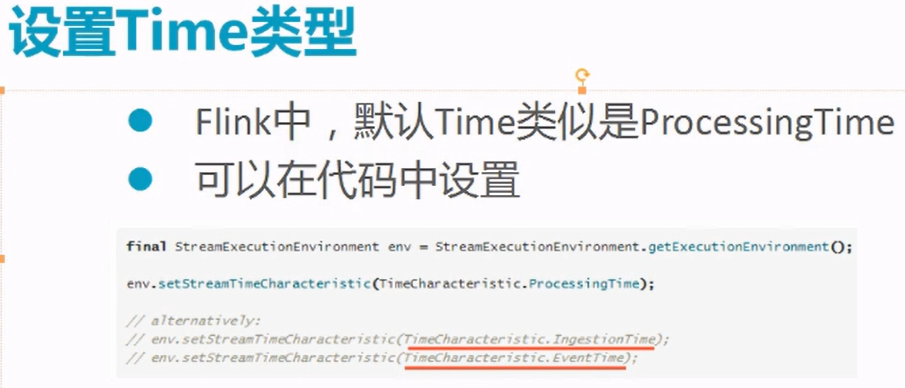 设置Time类型
Flink中，默认Time类似是ProcessingTime
可以在代码中设置
final StreamExecutionEnvironment env = StreamExecutionEnvironment.getExecutionEnvironment();
env.setStreamTimeCharacteristic(TimeCharacteristic.ProcessingTime);
// alternatively:
// env.setStreamTimeCharacteristic(TimeCharacteristic.IngestionTime);
// env.setStreamTimeCharacteristic(TimeCharacteristic.EventTime);